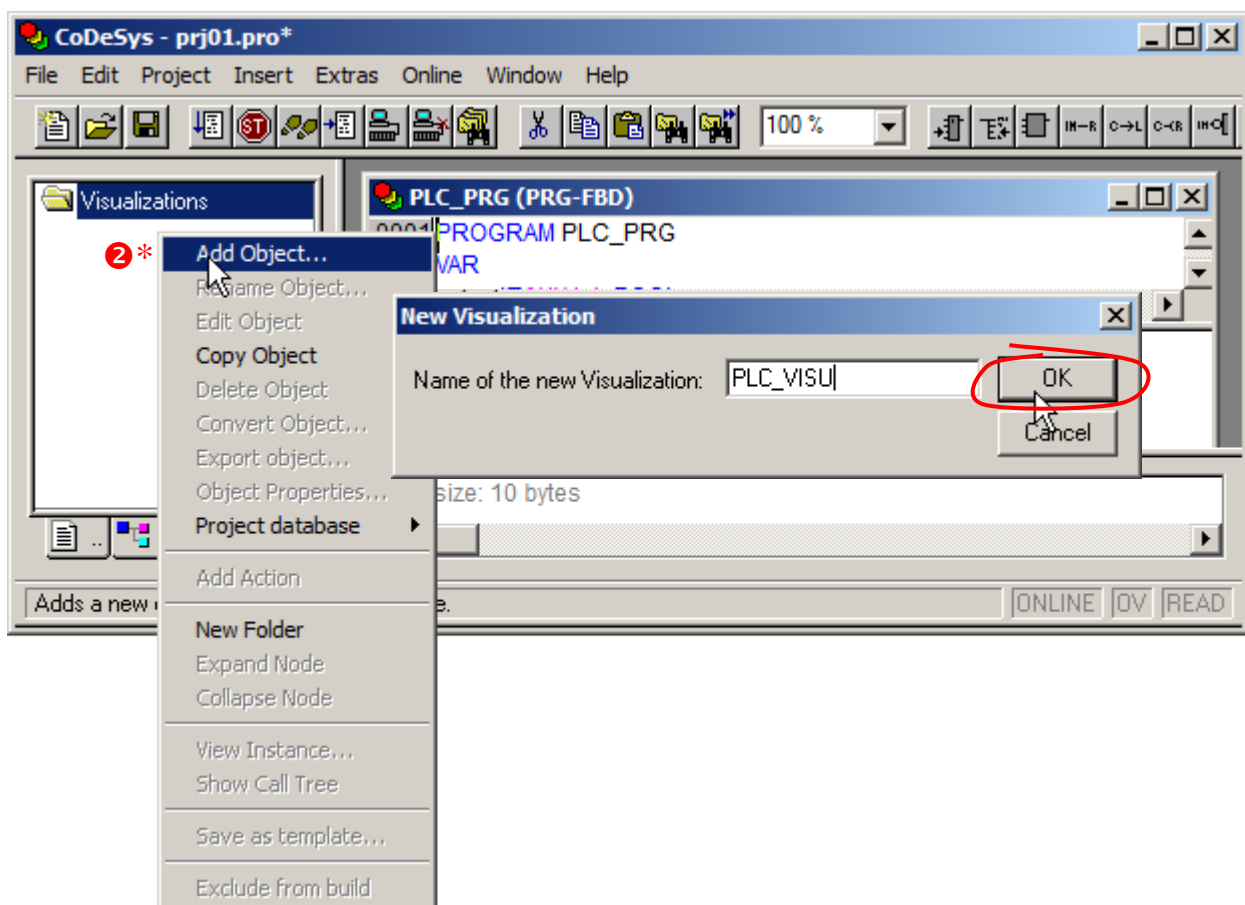 CoDeSys - prj01.pro*
File Edit Project Insert Extras Online Window Help
ST 100 % IM-R C→L C-<R
Visualizations
PLC_PRG (PRG-FBD)
0001 PROGRAM PLC_PRG
VAR
❷*
Add Object...
Rename Object...
Edit Object
Copy Object
Delete Object
Convert Object...
Export object...
Object Properties...
Project database
Add Action
New Folder
Expand Node
Collapse Node
View Instance...
Show Call Tree
Save as template...
Exclude from build
New Visualization
Name of the new Visualization: PLC_VISU OK
Cancel
size: 10 bytes
..
Adds a new e. ONLINE OV READ